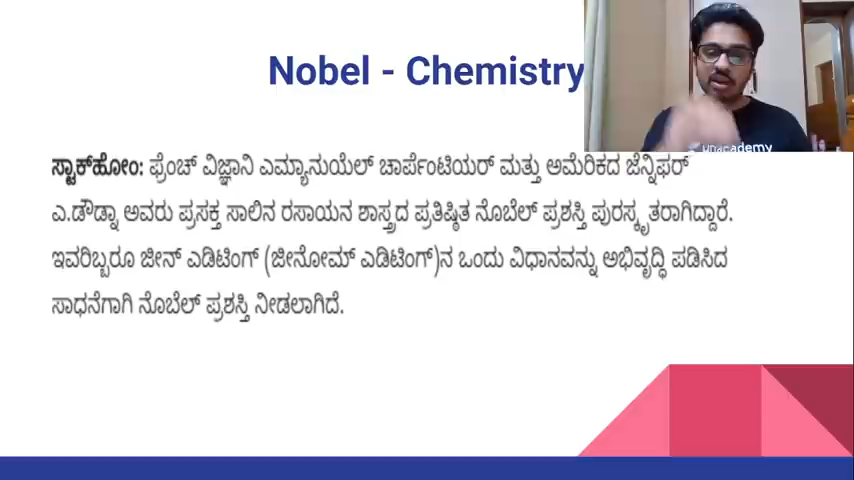 Nobel - Chemistry
unacademy
ಸ್ಟಾಕ್‌ಹೋಂ: ಫ್ರೆಂಚ್ ವಿಜ್ಞಾನಿ ಎಮ್ಯಾನುಯೆಲ್ ಚಾರ್ಪೆಂಟಿಯರ್ ಮತ್ತು ಅಮೆರಿಕದ ಜೆನ್ನಿಫರ್
ಎ.ಡೌಡ್ನಾ ಅವರು ಪ್ರಸಕ್ತ ಸಾಲಿನ ರಸಾಯನ ಶಾಸ್ತ್ರದ ಪ್ರತಿಷ್ಠಿತ ನೊಬೆಲ್ ಪ್ರಶಸ್ತಿ ಪುರಸ್ಕೃತರಾಗಿದ್ದಾರೆ.
ಇವರಿಬ್ಬರೂ ಜೀನ್ ಎಡಿಟಿಂಗ್ (ಜೀನೋಮ್ ಎಡಿಟಿಂಗ್)ನ ಒಂದು ವಿಧಾನವನ್ನು ಅಭಿವೃದ್ಧಿ ಪಡಿಸಿದ
ಸಾಧನೆಗಾಗಿ ನೊಬೆಲ್ ಪ್ರಶಸ್ತಿ ನೀಡಲಾಗಿದೆ.